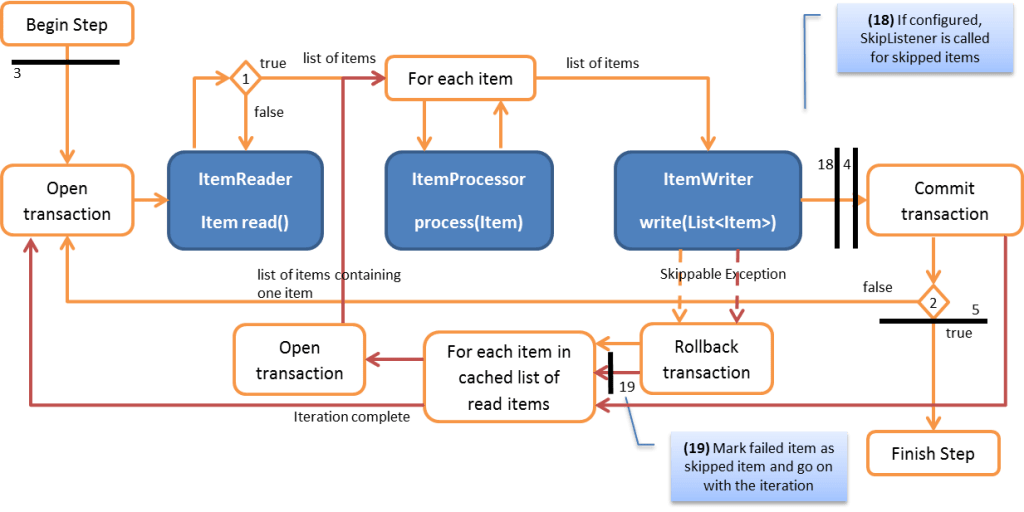 Begin Step
3
(18) If configured,
SkipListener is called
for skipped items
1
true
false
list of items
For each item
list of items
Open
transaction
ItemReader
Item read()
ItemProcessor
process(Item)
ItemWriter
write(List<Item>)
18
4
Commit
transaction
list of items containing
one item
Skippable Exception
false
2
5
true
Open
transaction
For each item in
cached list of
read items
Rollback
transaction
19
Iteration complete
(19) Mark failed item as
skipped item and go on
with the iteration
Finish Step